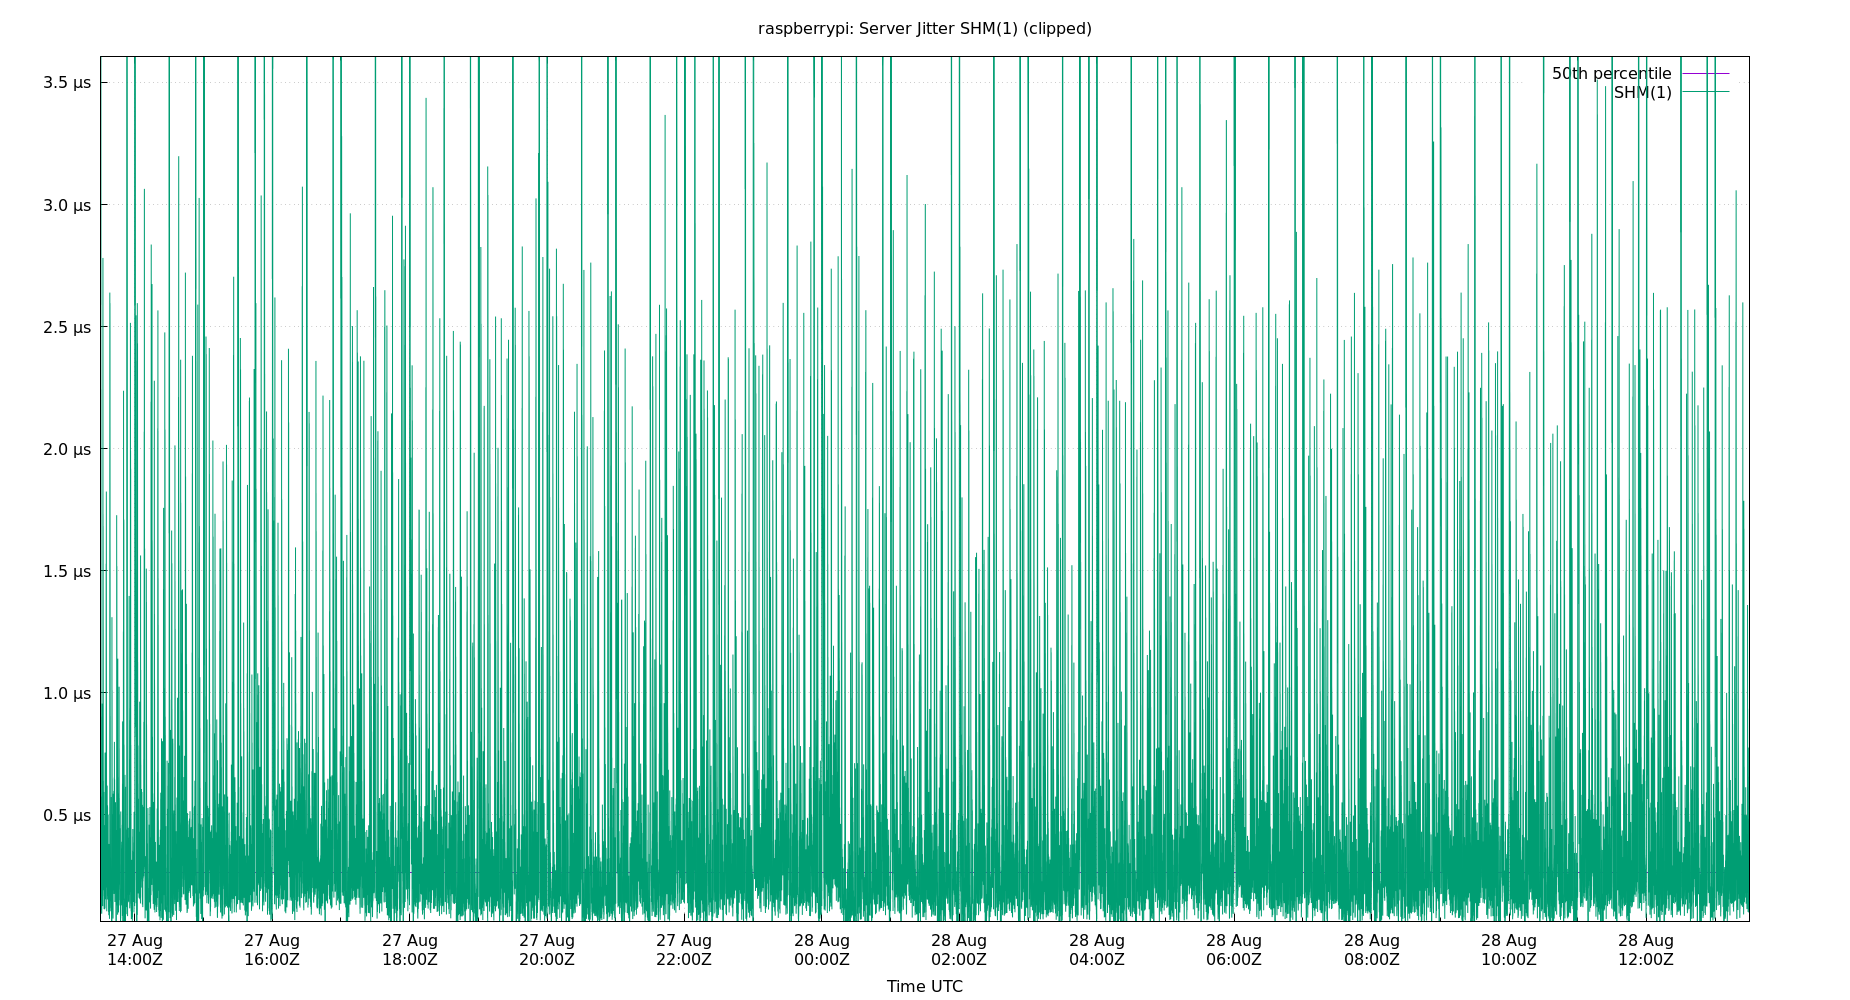 raspberrypi: Server Jitter SHM(1) (clipped)
50th percentile
SHM(1)
3.5 µs
3.0 µs
2.5 µs
2.0 µs
1.5 µs
1.0 µs
0.5 µs
27 Aug 27 Aug 27 Aug 27 Aug 27 Aug 28 Aug 28 Aug 28 Aug 28 Aug 28 Aug 28 Aug 28 Aug
14:00Z 16:00Z 18:00Z 20:00Z 22:00Z 00:00Z 02:00Z 04:00Z 06:00Z 08:00Z 10:00Z 12:00Z
Time UTC